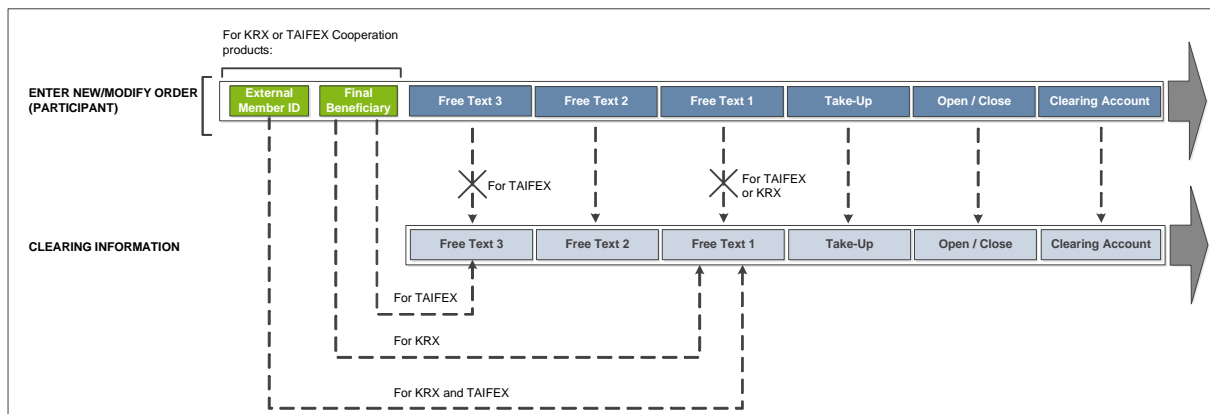 For KRX or TAIFEX Cooperation
products:
ENTER NEW/MODIFY ORDER
(PARTICIPANT)
External
Member ID
Final
Beneficiary
Free Text 3
Free Text 2
Free Text 1
Take-Up
Open / Close
Clearing Account
For TAIFEX
For TAIFEX
or KRX
CLEARING INFORMATION
Free Text 3
Free Text 2
Free Text 1
Take-Up
Open / Close
Clearing Account
For TAIFEX
For KRX
For KRX and TAIFEX